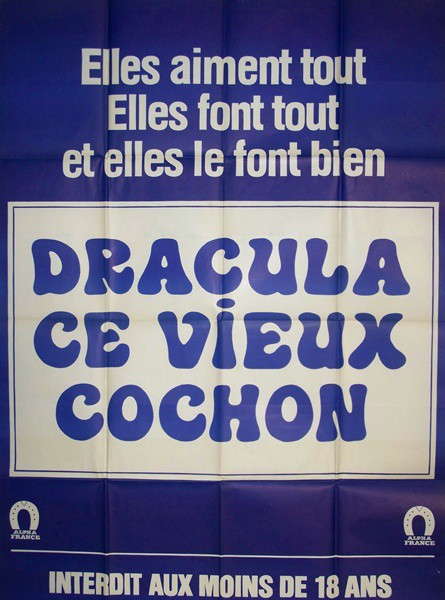 Elles aiment tout
Elles font tout
et elles le font bien
DRACULA
CE VIEUX
COCHON
ALPHA
FRANCE
ALPHA
FRANCE
INTERDIT AUX MOINS DE 18 ANS